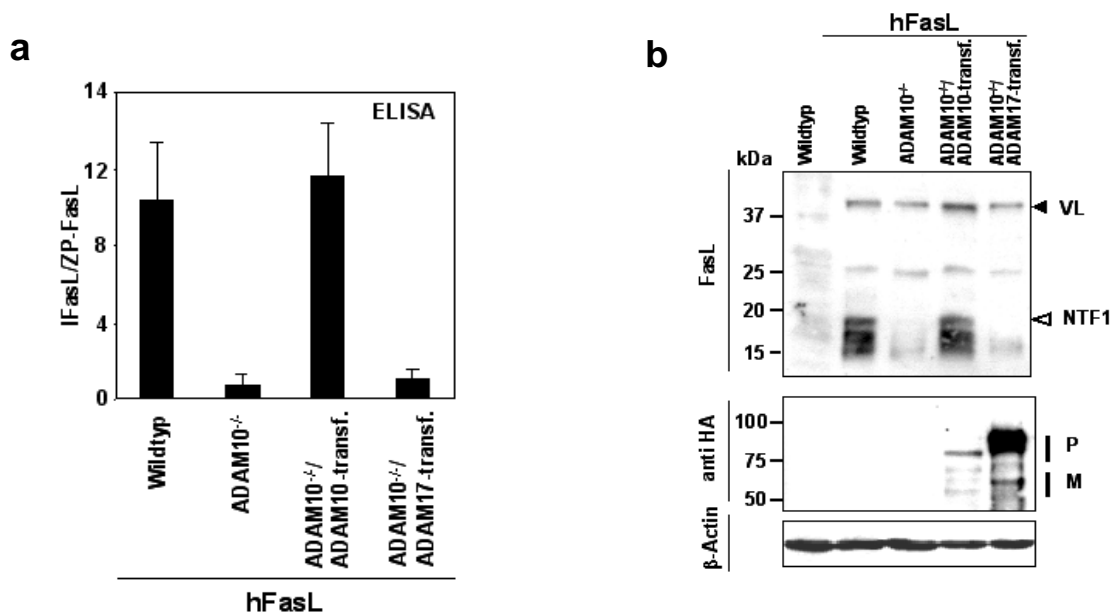 a
14
12
8
4
0
ELISA
lFasL/ZP-FasL
Wildtyp
ADAM10-/-
ADAM10-/-/
ADAM10-transf.
ADAM10-/-/
ADAM17-transf.
hFasL
b
hFasL
kDa
Wildtyp
Wildtyp
ADAM10-/-
ADAM10-/-/
ADAM10-transf.
ADAM10-/-/
ADAM17-transf.
FasL
37
25
20
15
VL
NTF1
anti HA
100
75
50
P
M
β-Actin